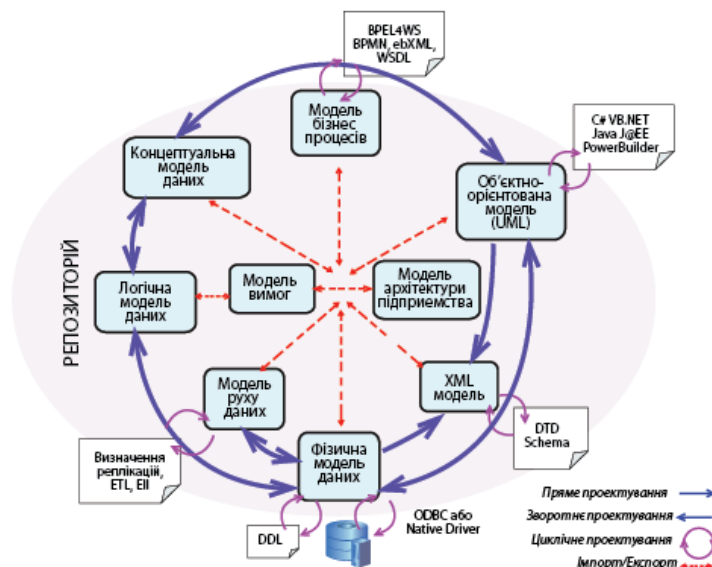 BPEL4WS
BPMN, ebXML,
WSDL
Модель
бізнес
процесів
C# VB.NET
Java J@EE
PowerBuilder
Концептуальна
модель
даних
Об'єктно-
орієнтована
модель
(UML)
РЕПОЗИТОРІЙ
Логічна
модель
даних
Модель
вимог
Модель
архітектури
підприємства
Модель
руху
даних
XML
модель
Фізична
модель
даних
DTD
Schema
Визначення
реплікацій,
ETL, EII
DDL
ODBC або
Native Driver
Пряме проектування
Зворотнє проектування
Циклічне проектування
Імпорт/Експорт